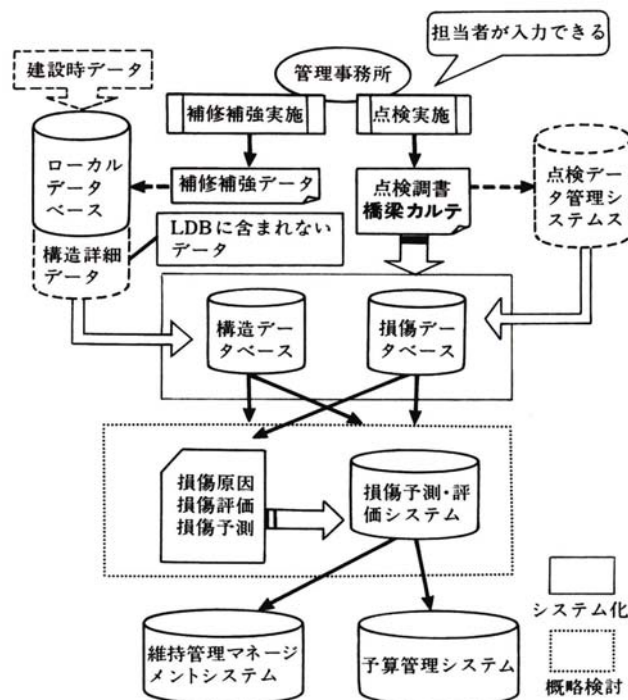 担当者が入力できる
建設時データ
管理事務所
補修補強実施
点検実施
ローカル
データ
ベース
補修補強データ
点検調書
橋梁カルテ
点検デー
タ管理シ
ステムス
LDBに含まれない
データ
構造詳細
データ
構造デー
タベース
損傷デー
タベース
損傷原因
損傷評価
損傷予測
損傷予測・評
価システム
システム化
維持管理マネージ
メントシステム
予算管理システム
概略検討